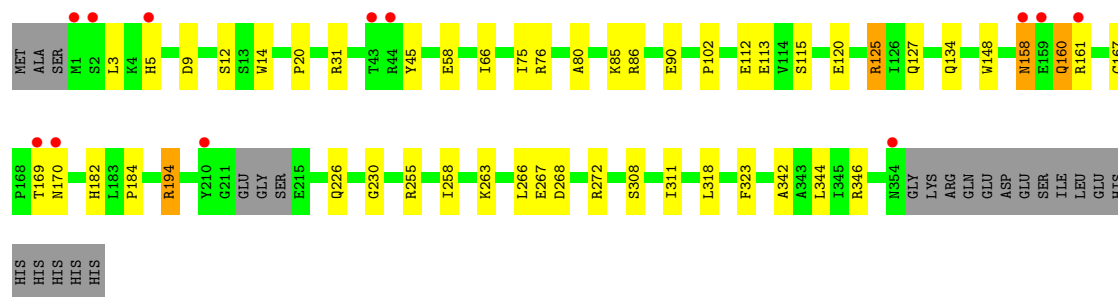 MET ALA SER M1 S2 L3 K4 H5 D9 S12 S13 W14 P20 R31 T43 R44 Y45 E58 I66 I75 R76 A80 K85 R86 E90 P102 E112 E113 V114 S115 E120 R125 I126 Q127 Q134 W148 N158 E159 Q160 R161
P168 T169 N170 H182 L183 P184 R194 Y210 G211 GLU GLY SER E215 Q226 G230 R255 I258 K263 L266 E267 D268 R272 S308 I311 L318 F323 A342 A343 L344 I345 R346 N354 GLY LYS ARG GLN GLU ASP GLU SER ILE LEU GLU HIS
HIS HIS HIS HIS HIS